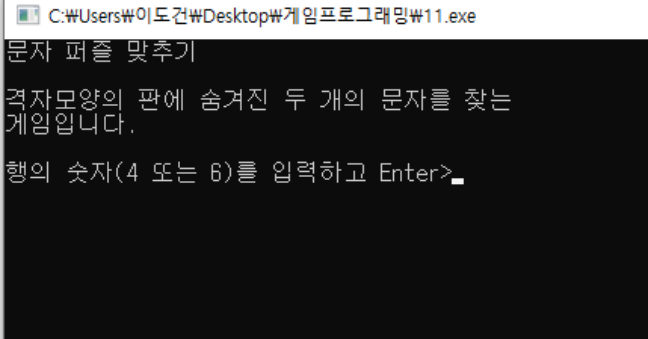 C:₩Users₩이도건₩Desktop₩게임프로그래밍₩11.exe
문자 퍼즐 맞추기
격자모양의 판에 숨겨진 두 개의 문자를 찾는
게임입니다.
행의 숫자(4 또는 6)를 입력하고 Enter>